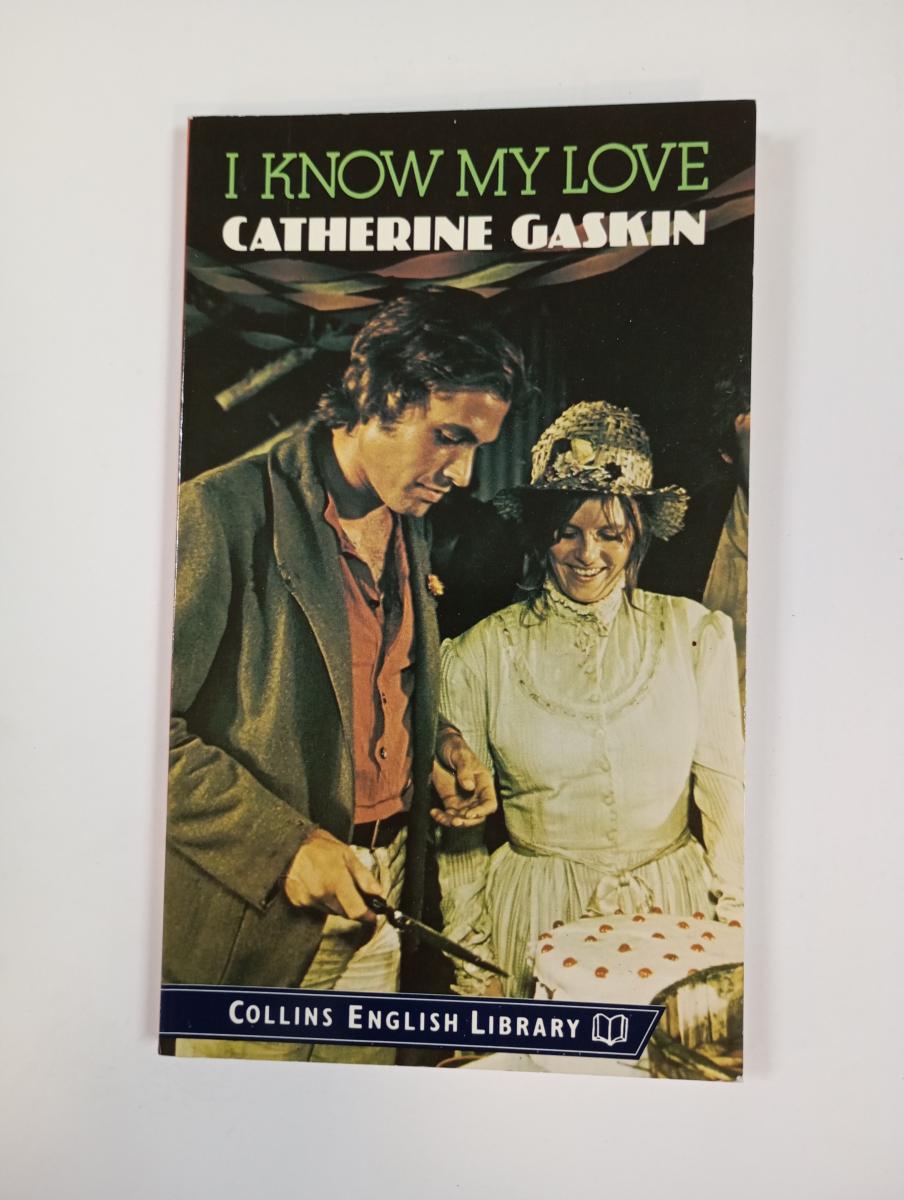 I KNOW MY LOVE
CATHERINE GASKIN
COLLINS ENGLISH LIBRARY